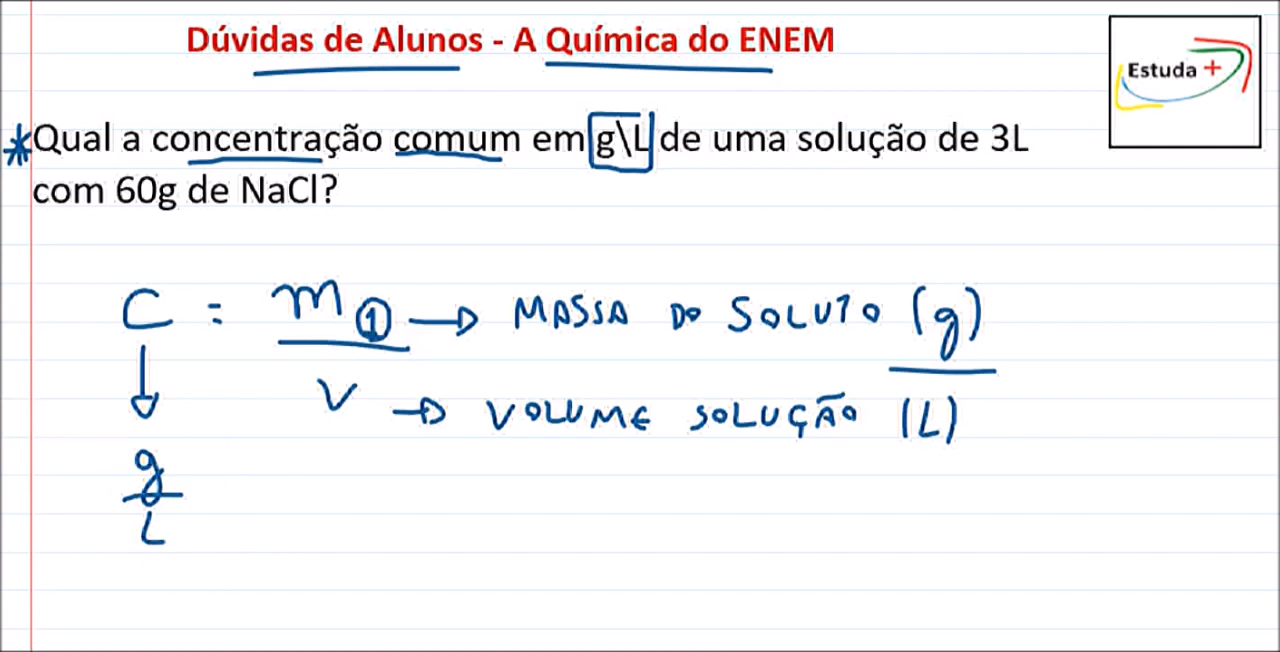 Dúvidas de Alunos - A Química do ENEM
Estuda +
*Qual a concentração comum em g\L de uma solução de 3L
com 60g de NaCl?
C = m① → MASSA DO SOLUTO (g)
V → VOLUME SOLUÇÃO (L)
g
L